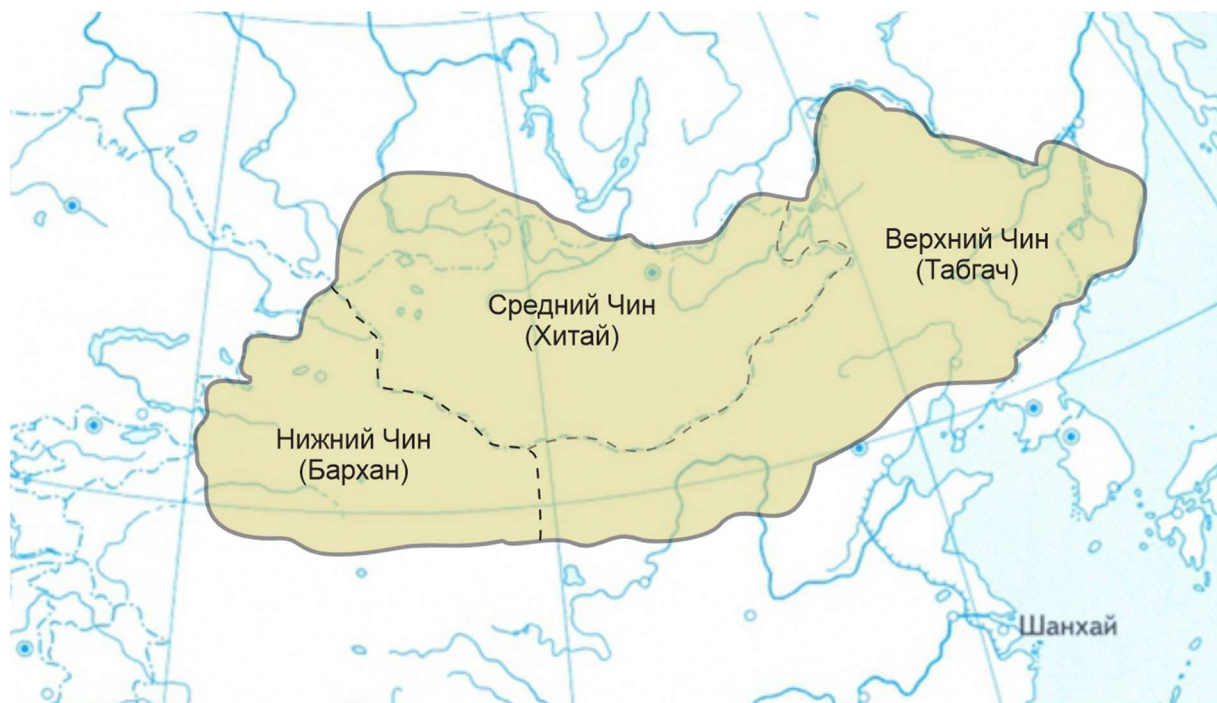 Верхний Чин
(Табгач)
Средний Чин
(Хитай)
Нижний Чин
(Бархан)
Шанхай